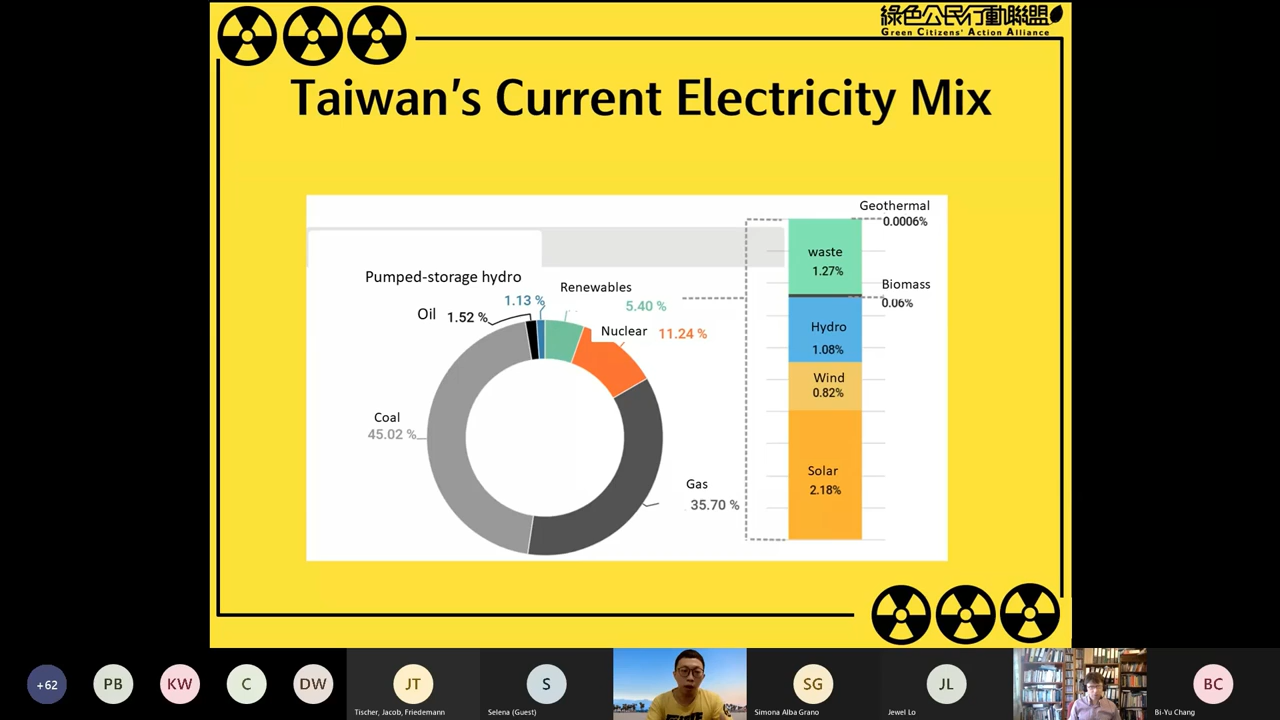 綠色公民行動聯盟
Green Citizens' Action Alliance
Taiwan's Current Electricity Mix
Geothermal
0.0006%
waste
1.27%
Pumped-storage hydro
1.13 %
Renewables
5.40 %
Biomass
0.06%
Oil 1.52 %
Nuclear 11.24 %
Hydro
1.08%
Wind
0.82%
Coal
45.02 %
Solar
2.18%
Gas
35.70 %
+62
PB
KW
C
DW
JT
Tischer, Jacob, Friedemann
S
Selena (Guest)
SG
Simona Alba Grano
JL
Jewel Lo
BC
Bi-Yu Chang